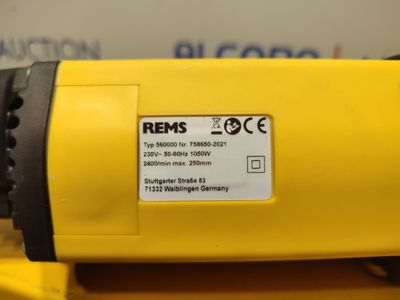 AUCTION
REMS
Typ 560000 Nr. 758650-2021
230V~ 50-60Hz 1050W
2400/min max. 250mm
Stuttgarter Straße 83
71332 Waiblingen Germany